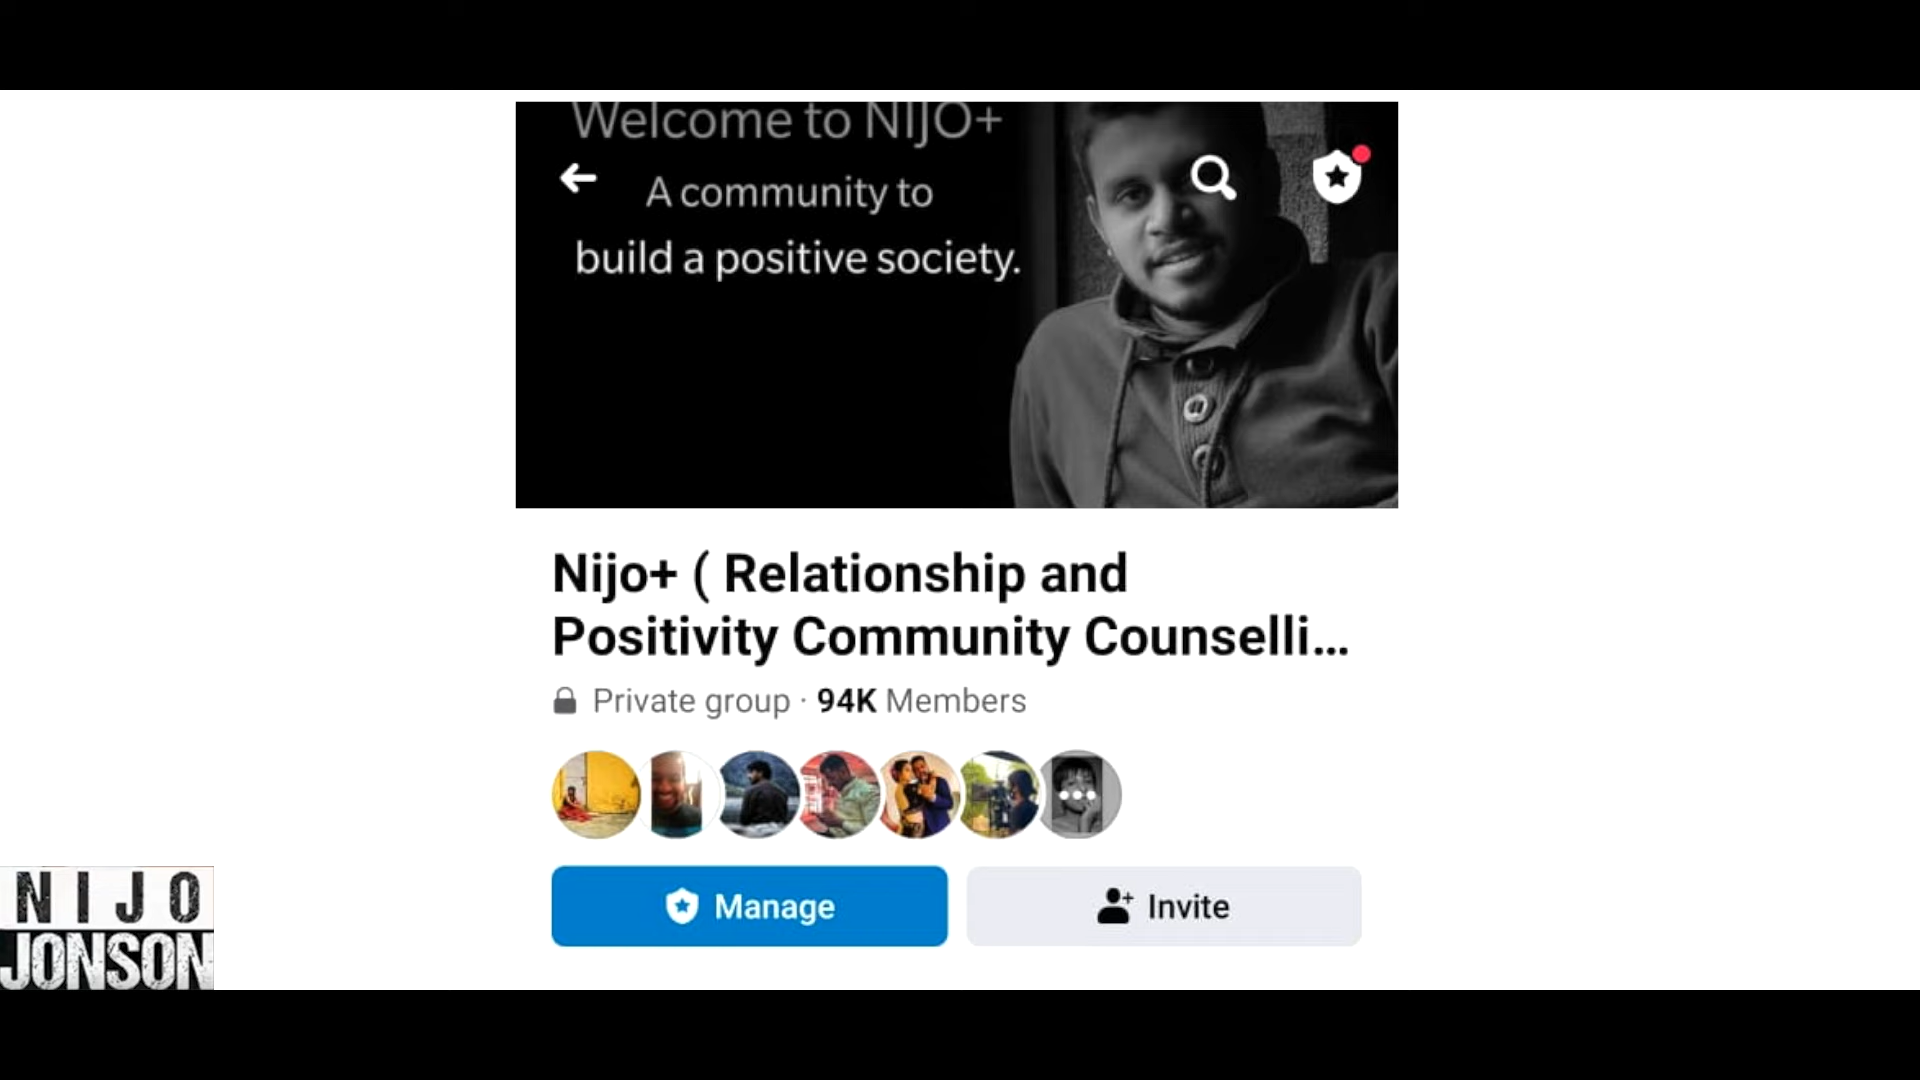 Welcome to NIJO+
A community to
build a positive society.
Nijo+ ( Relationship and
Positivity Community Counselli...
Private group · 94K Members
Manage
Invite
NIJO
JONSON